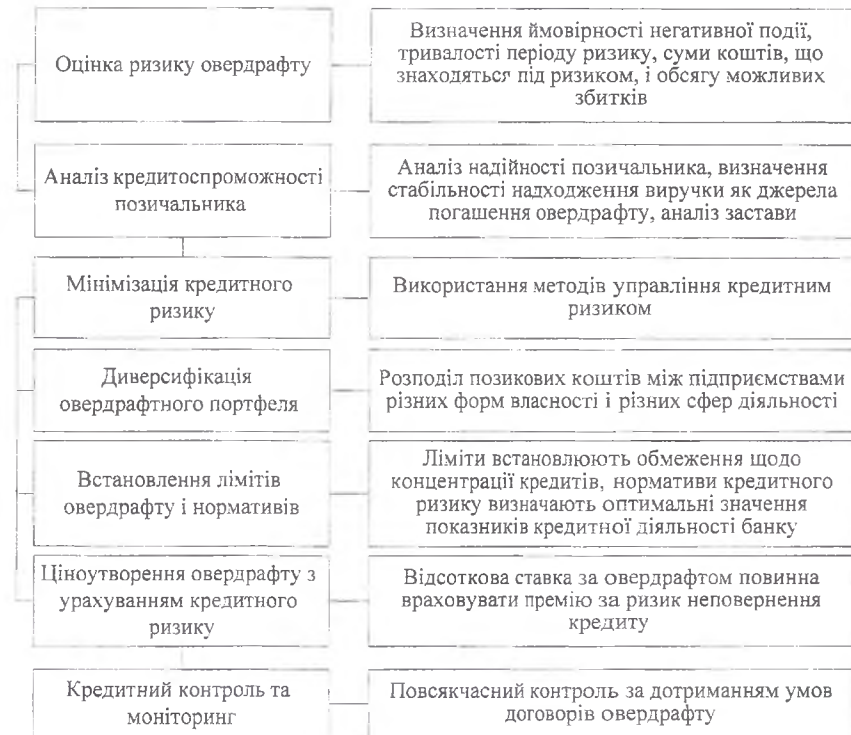 Оцінка ризику овердрафту
Визначення ймовірності негативної події,
тривалості періоду ризику, суми коштів, що
знаходяться під ризиком, і обсягу можливих
збитків
Аналіз кредитоспроможності
позичальника
Аналіз надійності позичальника, визначення
стабільності надходження виручки як джерела
погашення овердрафту, аналіз застави
Мінімізація кредитного
ризику
Використання методів управління кредитним
ризиком
Диверсифікація
овердрафтного портфеля
Розподіл позикових коштів між підприємствами
різних форм власності і різних сфер діяльності
Встановлення лімітів
овердрафту і нормативів
Ліміти встановлюють обмеження щодо
концентрації кредитів, нормативи кредитного
ризику визначають оптимальні значення
показників кредитної діяльності банку
Ціноутворення овердрафту з
урахуванням кредитного
ризику
Відсоткова ставка за овердрафтом повинна
враховувати премію за ризик неповернення
кредиту
Кредитний контроль та
моніторинг
Повсякчасний контроль за дотриманням умов
договорів овердрафту